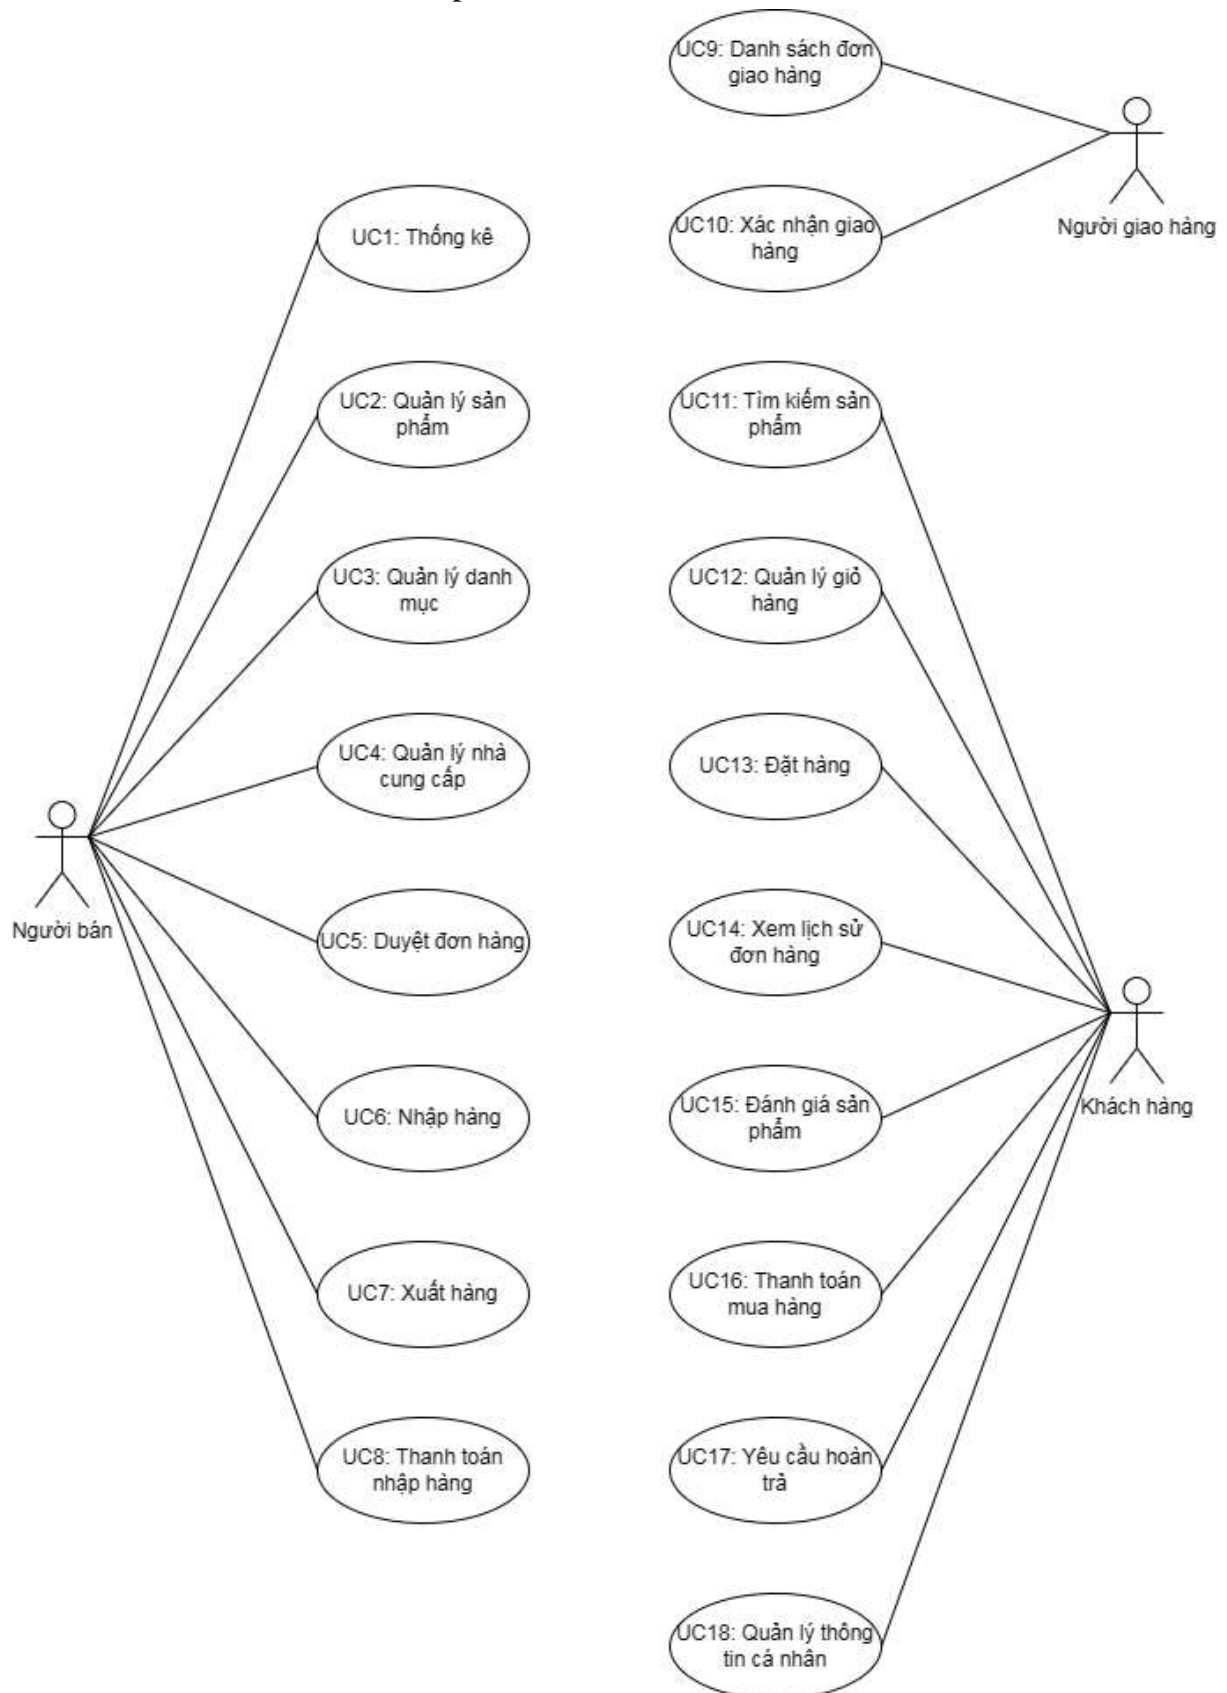 UC9: Danh sách đơn
giao hàng
UC10: Xác nhận giao
hàng
Người giao hàng
UC1: Thống kê
UC2: Quản lý sản
phẩm
UC3: Quản lý danh
mục
UC4: Quản lý nhà
cung cấp
UC5: Duyệt đơn hàng
UC6: Nhập hàng
UC7: Xuất hàng
UC8: Thanh toán
nhập hàng
Người bán
UC11: Tìm kiếm sản
phẩm
UC12: Quản lý giỏ
hàng
UC13: Đặt hàng
UC14: Xem lịch sử
đơn hàng
UC15: Đánh giá sản
phẩm
UC16: Thanh toán
mua hàng
UC17: Yêu cầu hoàn
trả
UC18: Quản lý thông
tin cá nhân
Khách hàng